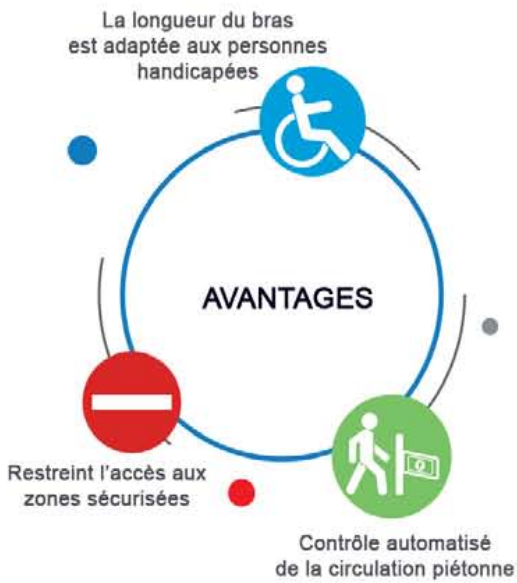 La longueur du bras
est adaptée aux personnes
handicapées
AVANTAGES
Restreint l'accès aux
zones sécurisées
Contrôle automatisé
de la circulation piétonne